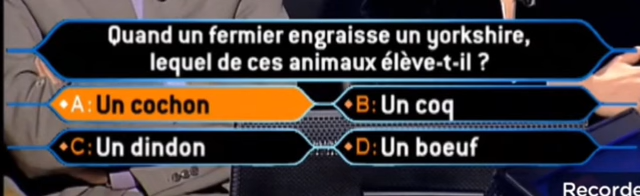 Quand un fermier engraisse un yorkshire,
lequel de ces animaux élève-t-il ?
A: Un cochon
B: Un coq
C: Un dindon
D: Un boeuf
Recorde